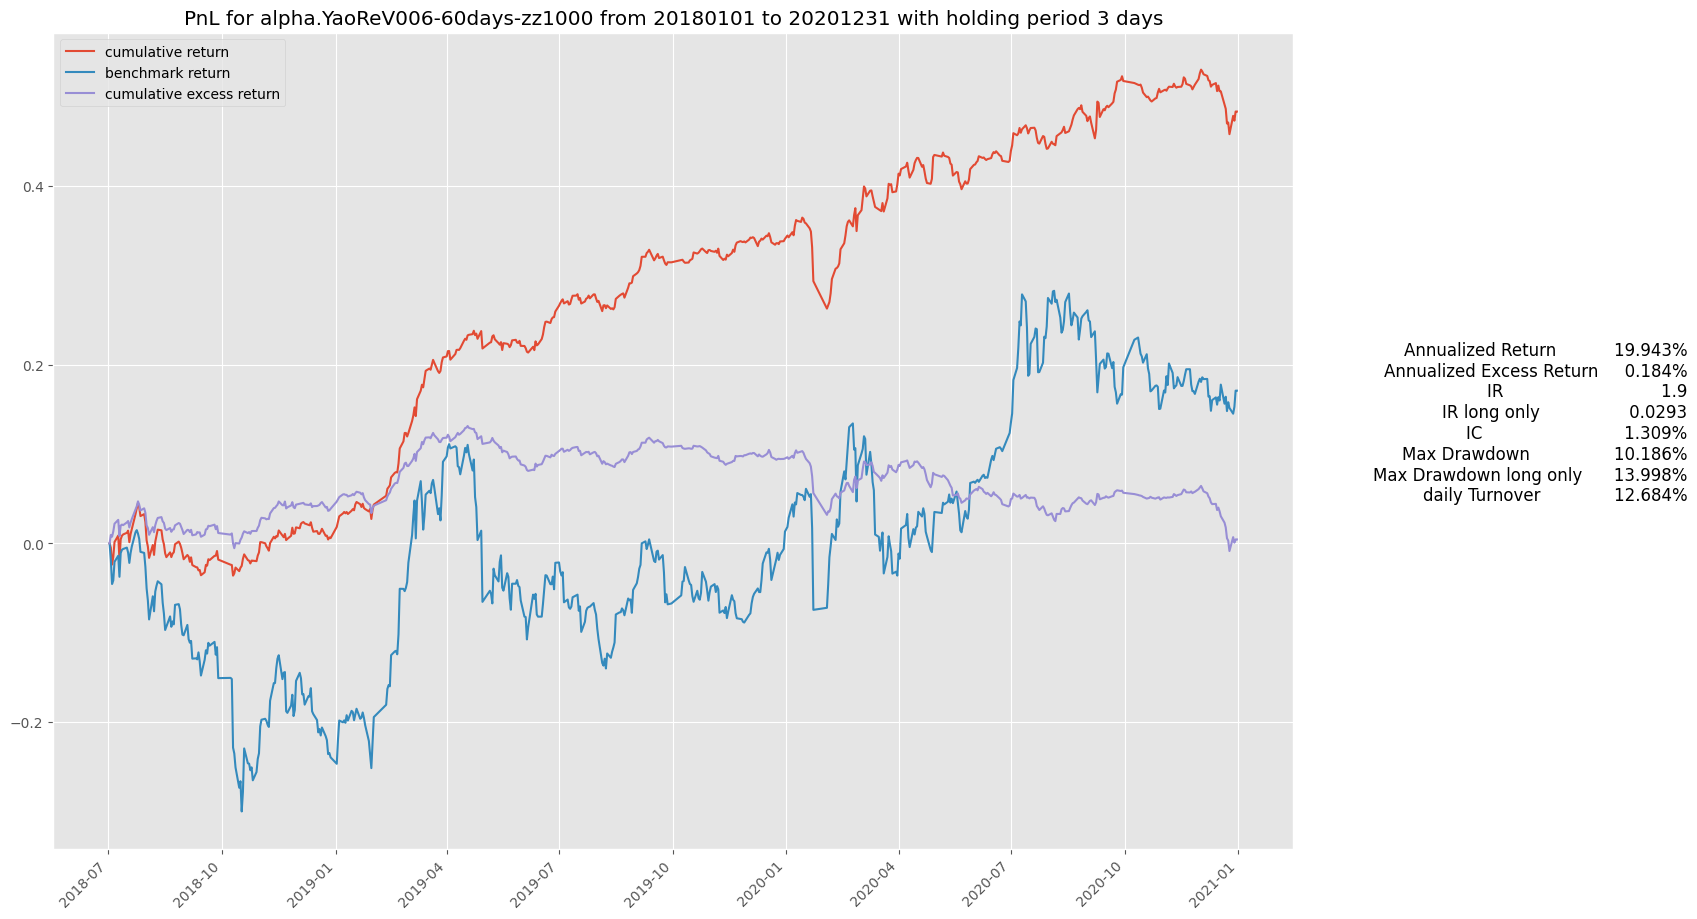 PnL for alpha.YaoReV006-60days-zz1000 from 20180101 to 20201231 with holding period 3 days
cumulative return
benchmark return
cumulative excess return
0.4
0.2
0.0
−0.2
2018-07
2018-10
2019-01
2019-04
2019-07
2019-10
2020-01
2020-04
2020-07
2020-10
2021-01
Annualized Return 19.943%
Annualized Excess Return 0.184%
IR 1.9
IR long only 0.0293
IC 1.309%
Max Drawdown 10.186%
Max Drawdown long only 13.998%
daily Turnover 12.684%